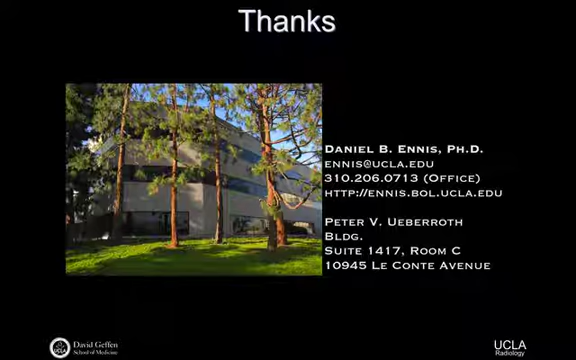 Thanks
DANIEL B. ENNIS, PH.D.
ENNIS@UCLA.EDU
310.206.0713 (OFFICE)
HTTP://ENNIS.BOL.UCLA.EDU
PETER V. UEBERROTH
BLDG.
SUITE 1417, ROOM C
10945 LE CONTE AVENUE
UCLA
David Geffen
School of Medicine
UCLA
Radiology